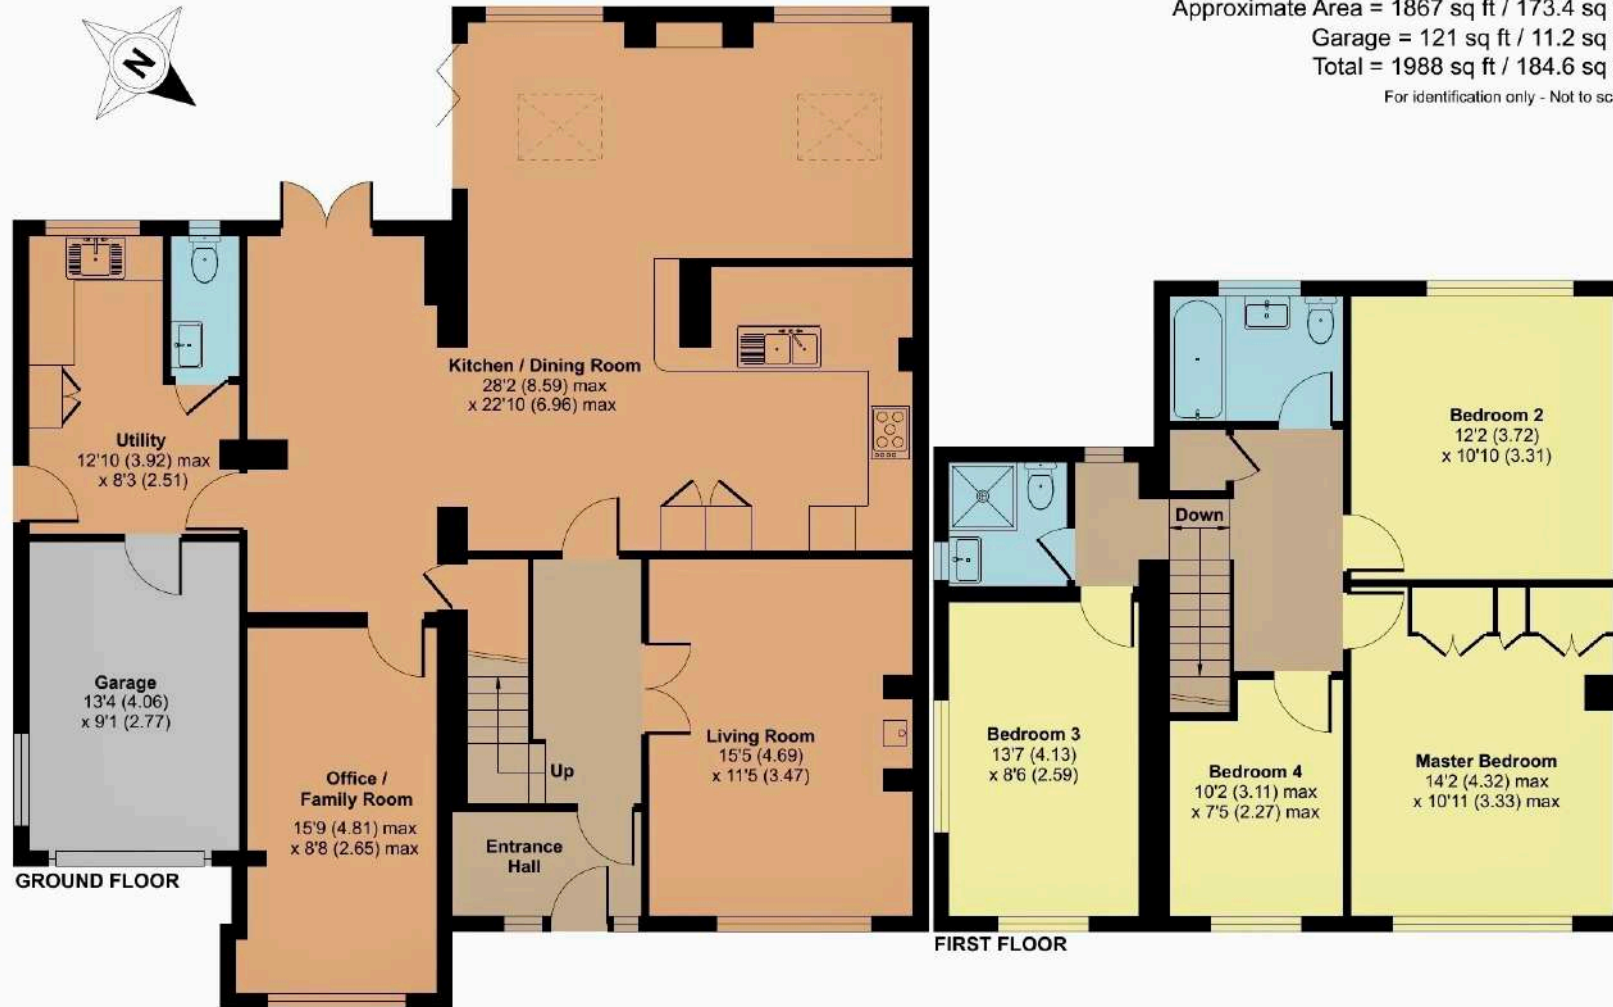 Approximate Area = 1867 sq ft / 173.4 sq
Garage = 121 sq ft / 11.2 sq
Total = 1988 sq ft / 184.6 sq
For identification only - Not to sc
N
Kitchen / Dining Room
28'2 (8.59) max
x 22'10 (6.96) max
Utility
12'10 (3.92) max
x 8'3 (2.51)
Garage
13'4 (4.06)
x 9'1 (2.77)
Office /
Family Room
15'9 (4.81) max
x 8'8 (2.65) max
Up
Living Room
15'5 (4.69)
x 11'5 (3.47)
Entrance
Hall
GROUND FLOOR
Bedroom 2
12'2 (3.72)
x 10'10 (3.31)
Down
Bedroom 3
13'7 (4.13)
x 8'6 (2.59)
Bedroom 4
10'2 (3.11) max
x 7'5 (2.27) max
Master Bedroom
14'2 (4.32) max
x 10'11 (3.33) max
FIRST FLOOR